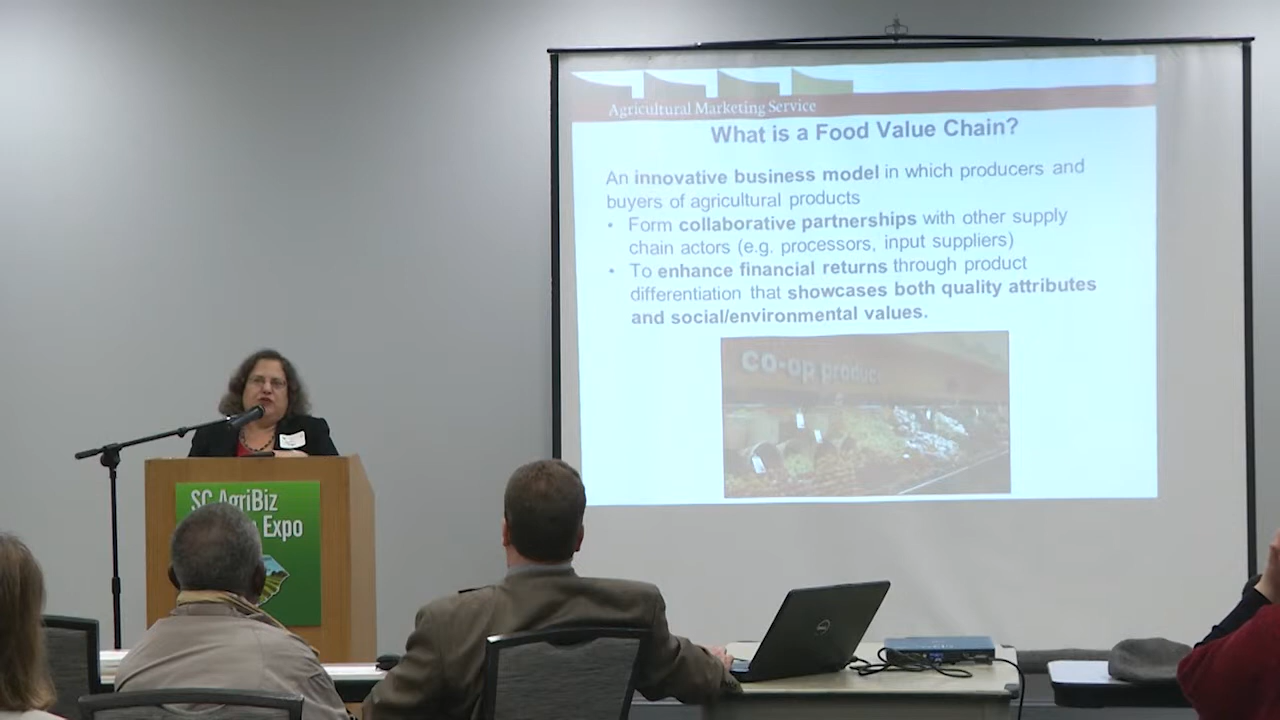 Agricultural Marketing Service
What is a Food Value Chain?
An innovative business model in which producers and
buyers of agricultural products
• Form collaborative partnerships with other supply
chain actors (e.g. processors, input suppliers)
• To enhance financial returns through product
differentiation that showcases both quality attributes
and social/environmental values.
co-op produc
SC AgriBiz
Expo
DELL